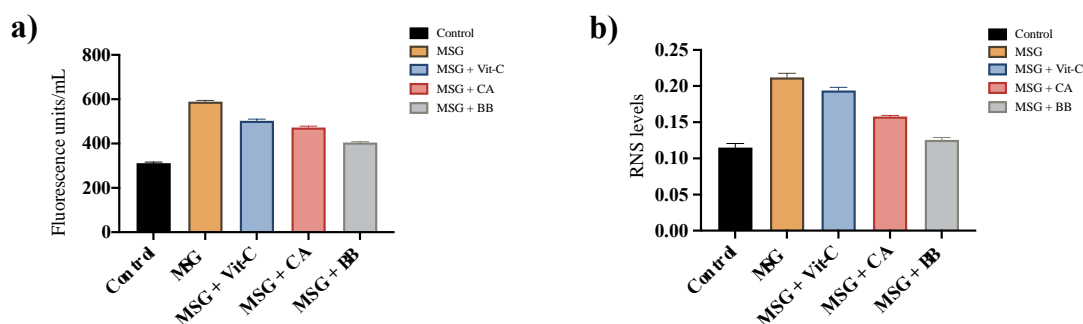 a)
Fluorescence units/mL
800
600
400
200
0
Control
MSG
MSG + Vit-C
MSG + CA
MSG + BB
Control
MSG
MSG + Vit-C
MSG + CA
MSG + BB
b)
RNS levels
0.25
0.20
0.15
0.10
0.05
0.00
Control
MSG
MSG + Vit-C
MSG + CA
MSG + BB
Control
MSG
MSG + Vit-C
MSG + CA
MSG + BB